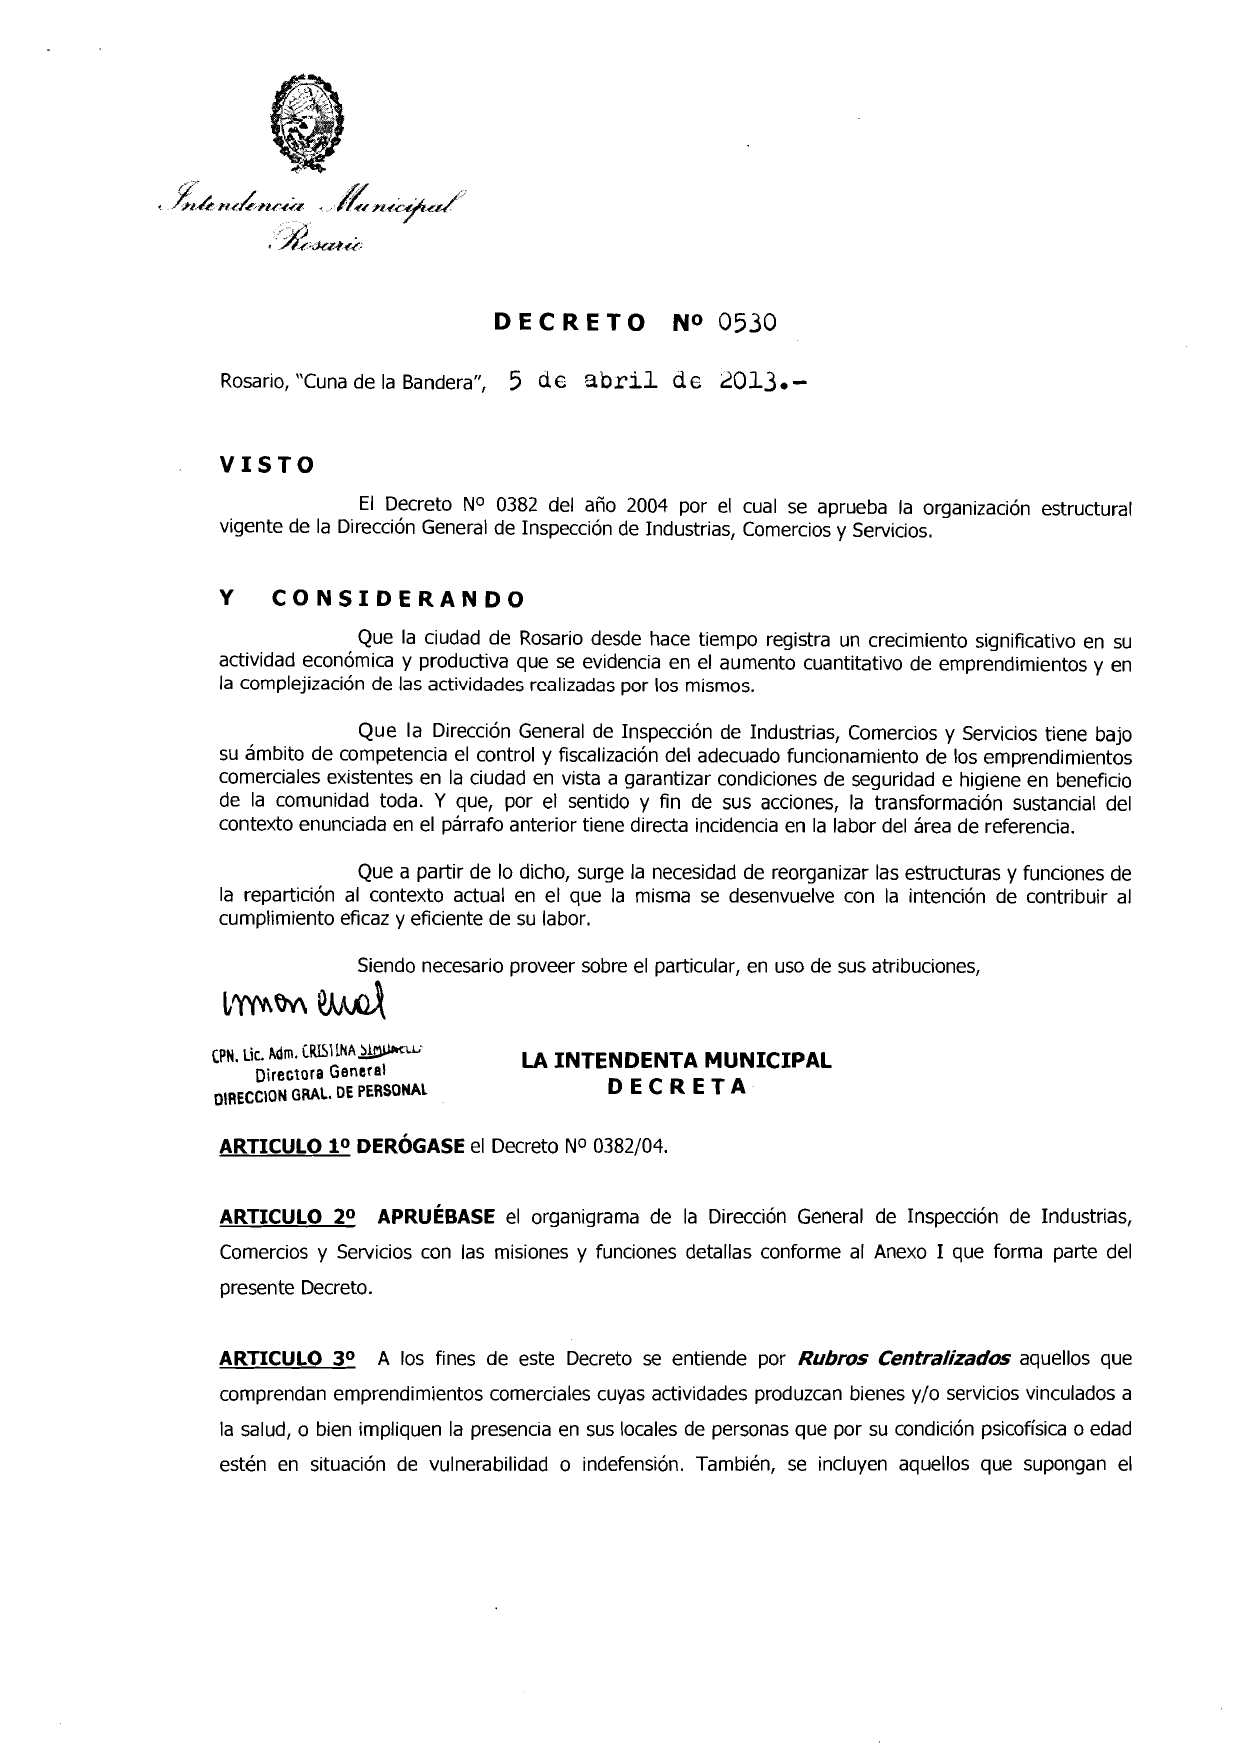 Intendencia Municipal
Rosario
DECRETO Nº 0530
Rosario, "Cuna de la Bandera", 5 de abril de 2013.-
VISTO
El Decreto Nº 0382 del año 2004 por el cual se aprueba la organización estructural
vigente de la Dirección General de Inspección de Industrias, Comercios y Servicios.
Y CONSIDERANDO
Que la ciudad de Rosario desde hace tiempo registra un crecimiento significativo en su
actividad económica y productiva que se evidencia en el aumento cuantitativo de emprendimientos y en
la complejización de las actividades realizadas por los mismos.
Que la Dirección General de Inspección de Industrias, Comercios y Servicios tiene bajo
su ámbito de competencia el control y fiscalización del adecuado funcionamiento de los emprendimientos
comerciales existentes en la ciudad en vista a garantizar condiciones de seguridad e higiene en beneficio
de la comunidad toda. Y que, por el sentido y fin de sus acciones, la transformación sustancial del
contexto enunciada en el párrafo anterior tiene directa incidencia en la labor del área de referencia.
Que a partir de lo dicho, surge la necesidad de reorganizar las estructuras y funciones de
la repartición al contexto actual en el que la misma se desenvuelve con la intención de contribuir al
cumplimiento eficaz y eficiente de su labor.
Siendo necesario proveer sobre el particular, en uso de sus atribuciones,
CPN. Lic. Adm. CRISTINA
Directora General
DIRECCION GRAL. DE PERSONAL
LA INTENDENTA MUNICIPAL
DECRETA
ARTICULO 1º DERÓGASE el Decreto Nº 0382/04.
ARTICULO 2º APRUÉBASE el organigrama de la Dirección General de Inspección de Industrias,
Comercios y Servicios con las misiones y funciones detallas conforme al Anexo I que forma parte del
presente Decreto.
ARTICULO 3º A los fines de este Decreto se entiende por Rubros Centralizados aquellos que
comprendan emprendimientos comerciales cuyas actividades produzcan bienes y/o servicios vinculados a
la salud, o bien impliquen la presencia en sus locales de personas que por su condición psicofísica o edad
estén en situación de vulnerabilidad o indefensión. También, se incluyen aquellos que supongan el